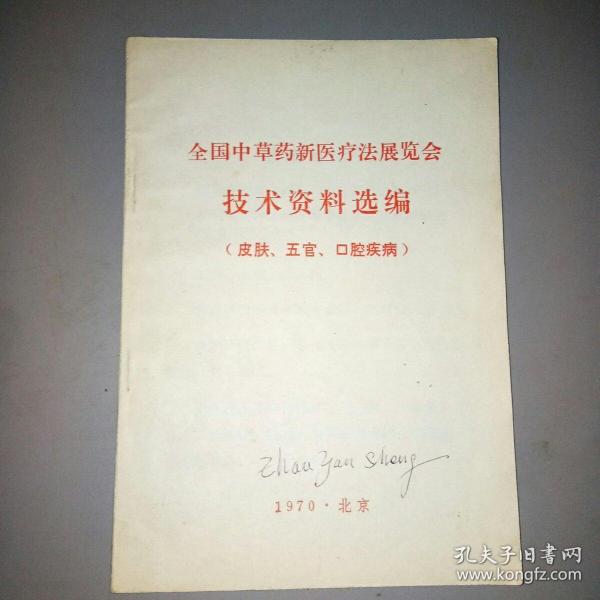 全国中草药新医疗法展览会
技术资料选编
（皮肤、五官、口腔疾病）
Zhao Yan Sheng
1970·北京
孔夫子旧书网
www.kongfz.com